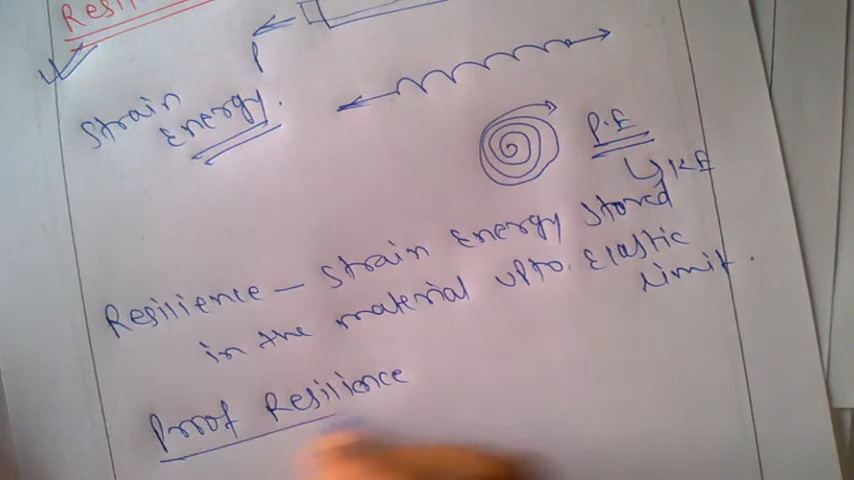 P
Strain
Energy.
P.E
K.E
Resilience - Strain Energy Stored
in the material upto Elastic
limit.
Proof Resilience